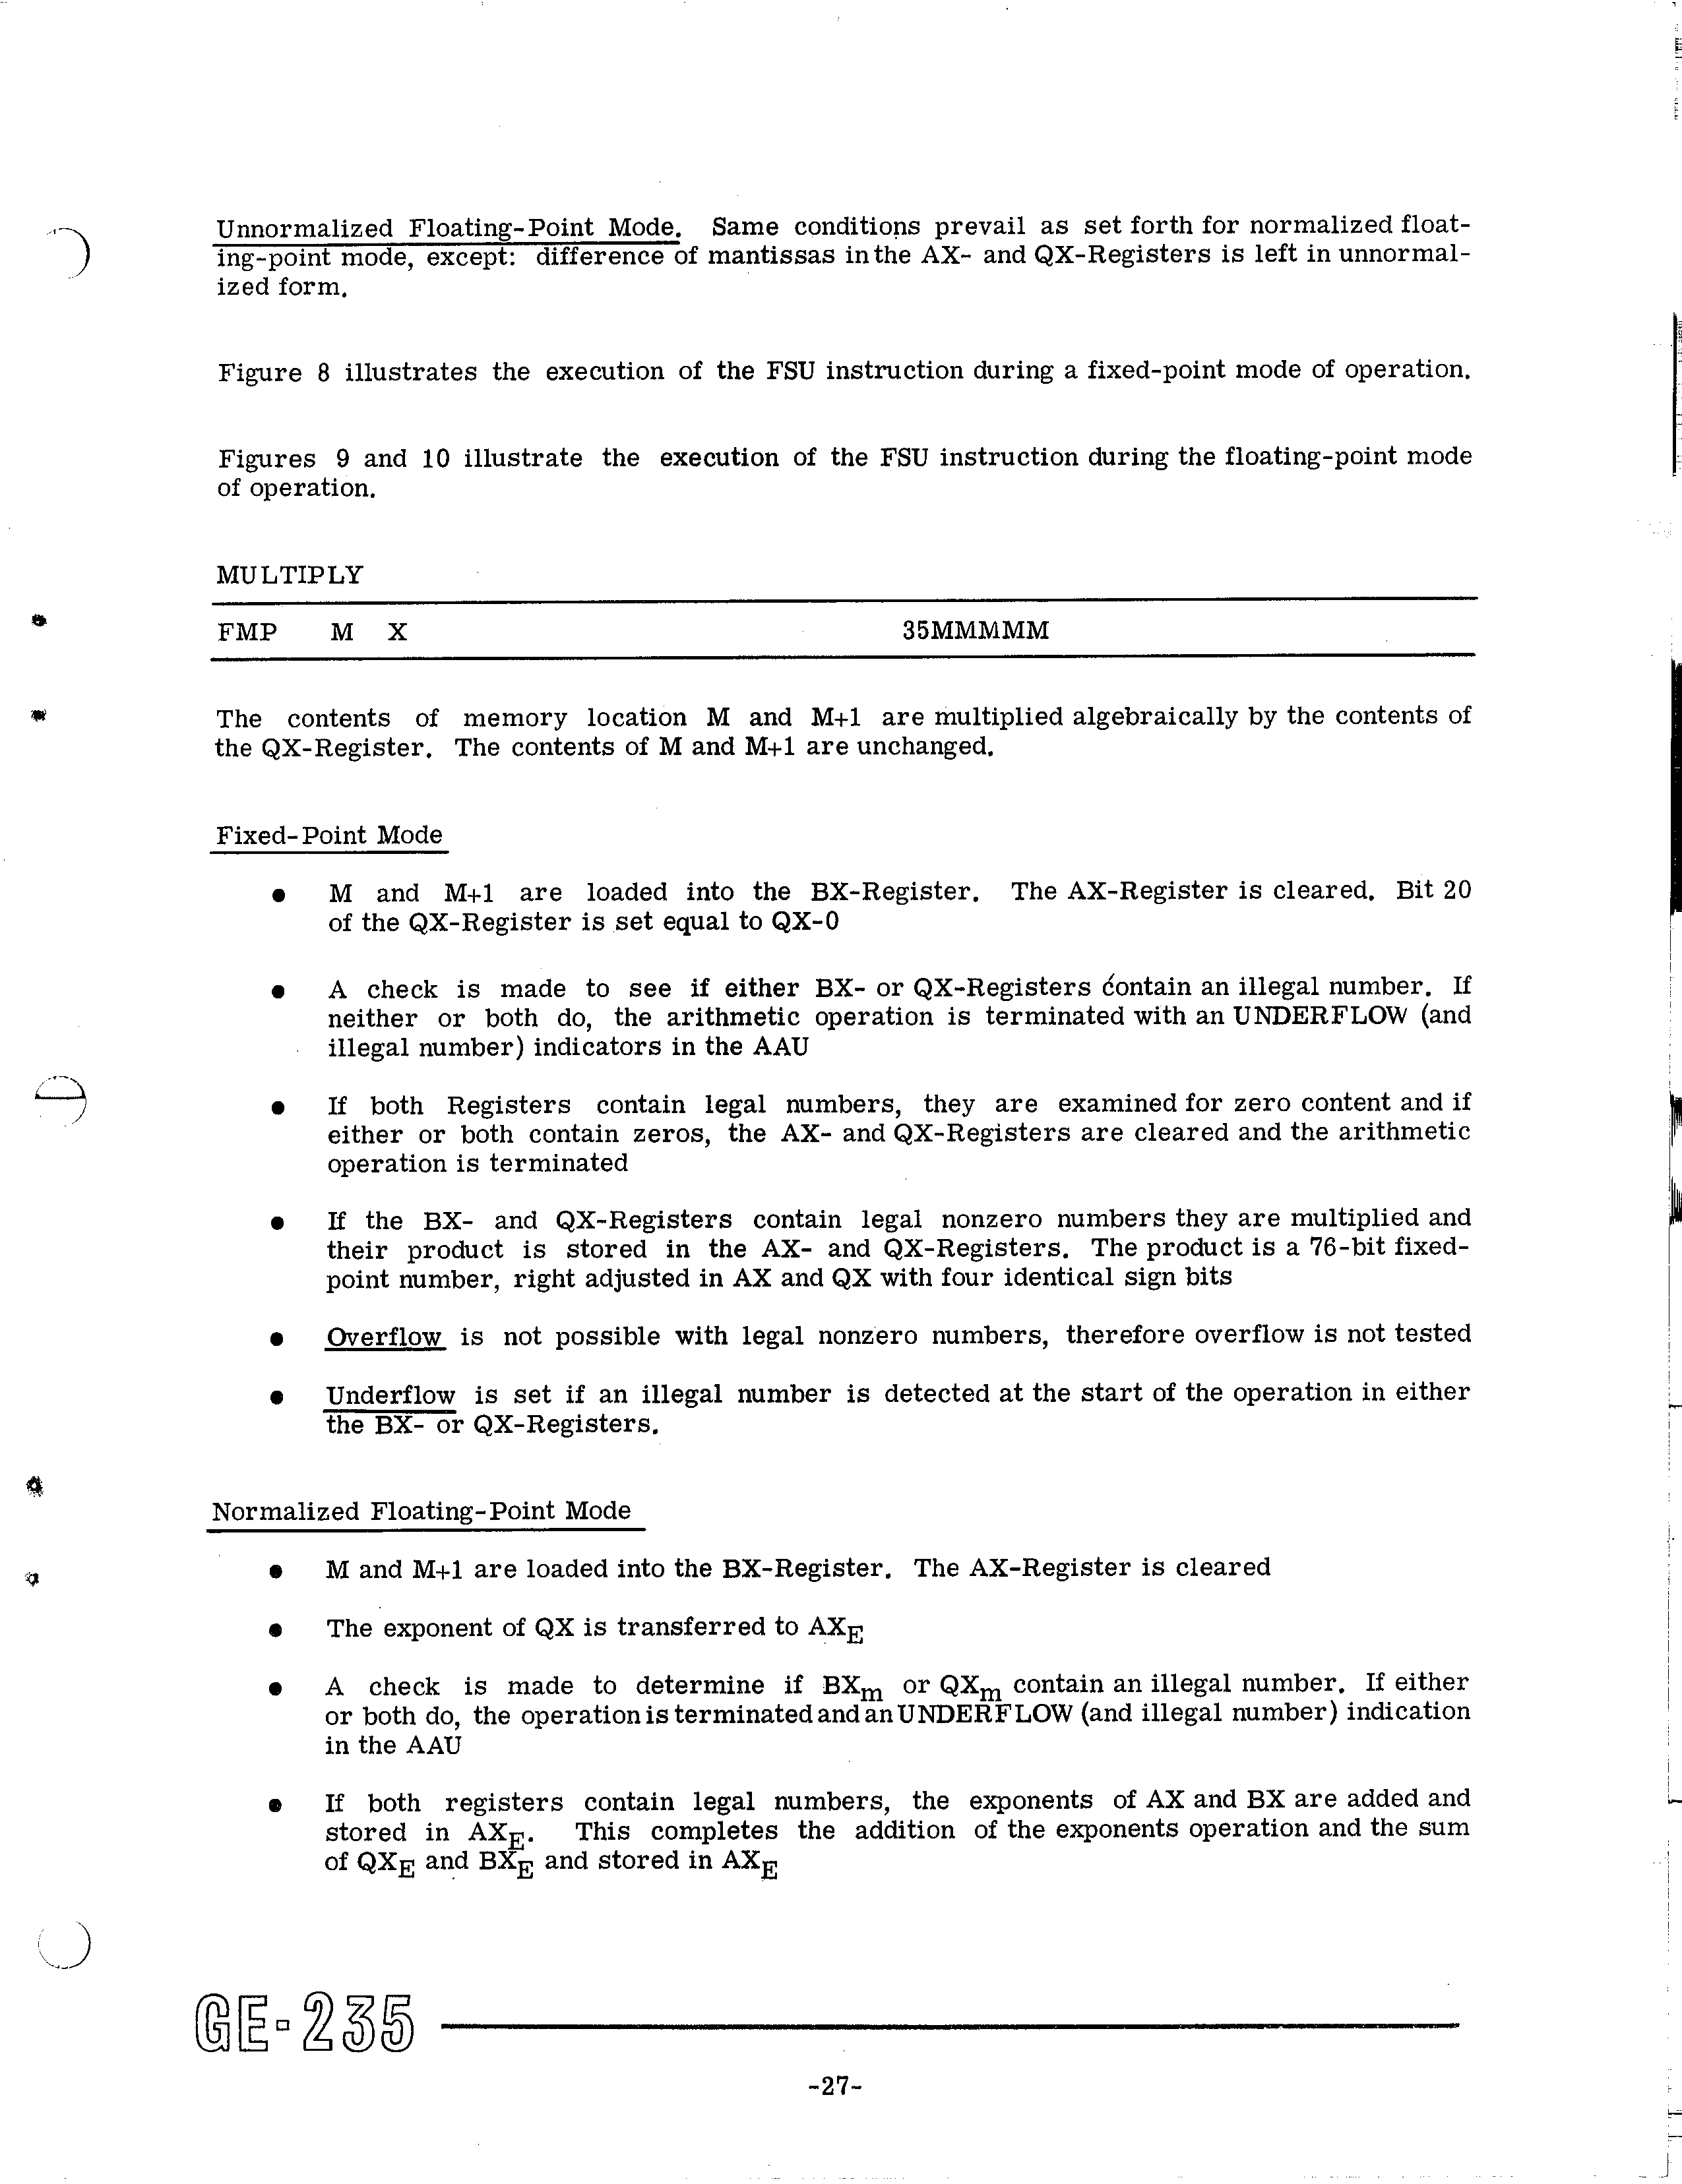 Unnormalized Floating-Point Mode. Same conditions prevail as set forth for normalized float-
ing-point mode, except: difference of mantissas in the AX- and QX-Registers is left in unnormal-
ized form.
Figure 8 illustrates the execution of the FSU instruction during a fixed-point mode of operation.
Figures 9 and 10 illustrate the execution of the FSU instruction during the floating-point mode
of operation.
MULTIPLY
FMP M X 35MMMMM
The contents of memory location M and M+1 are multiplied algebraically by the contents of
the QX-Register. The contents of M and M+1 are unchanged.
Fixed-Point Mode
● M and M+1 are loaded into the BX-Register. The AX-Register is cleared. Bit 20
of the QX-Register is set equal to QX-0
● A check is made to see if either BX- or QX-Registers contain an illegal number. If
neither or both do, the arithmetic operation is terminated with an UNDERFLOW (and
illegal number) indicators in the AAU
● If both Registers contain legal numbers, they are examined for zero content and if
either or both contain zeros, the AX- and QX-Registers are cleared and the arithmetic
operation is terminated
● If the BX- and QX-Registers contain legal nonzero numbers they are multiplied and
their product is stored in the AX- and QX-Registers. The product is a 76-bit fixed-
point number, right adjusted in AX and QX with four identical sign bits
● Overflow is not possible with legal nonzero numbers, therefore overflow is not tested
● Underflow is set if an illegal number is detected at the start of the operation in either
the BX- or QX-Registers.
Normalized Floating-Point Mode
● M and M+1 are loaded into the BX-Register. The AX-Register is cleared
● The exponent of QX is transferred to AXE
● A check is made to determine if BXm or QXm contain an illegal number. If either
or both do, the operation is terminated and an UNDERFLOW (and illegal number) indication
in the AAU
● If both registers contain legal numbers, the exponents of AX and BX are added and
stored in AXE. This completes the addition of the exponents operation and the sum
of QXE and BXE and stored in AXE
GE-235
-27-